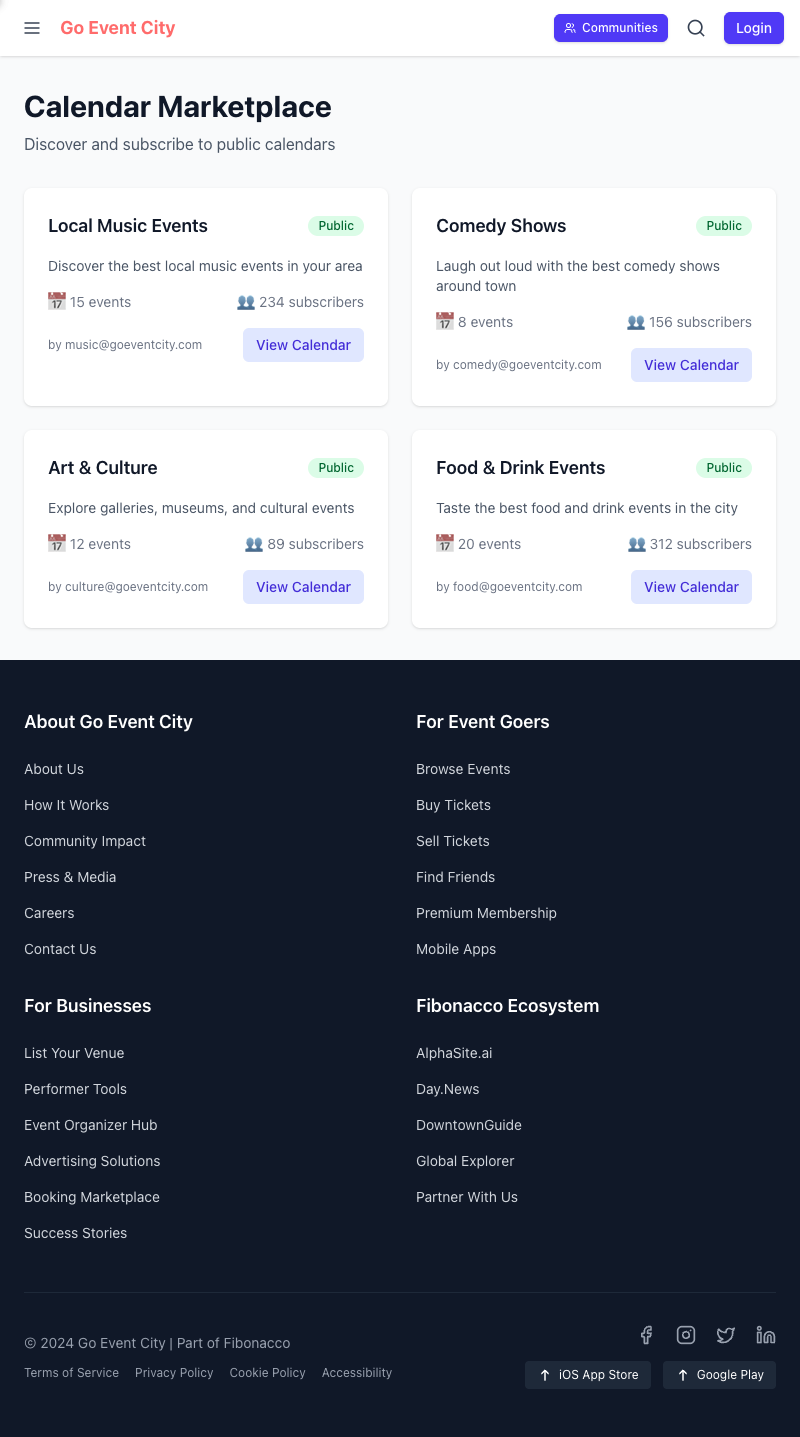 Go Event City
Communities
Login
Calendar Marketplace
Discover and subscribe to public calendars
Local Music Events
Public
Discover the best local music events in your area
15 events
234 subscribers
by music@goeventcity.com
View Calendar
Comedy Shows
Public
Laugh out loud with the best comedy shows
around town
8 events
156 subscribers
by comedy@goeventcity.com
View Calendar
Art & Culture
Public
Explore galleries, museums, and cultural events
12 events
89 subscribers
by culture@goeventcity.com
View Calendar
Food & Drink Events
Public
Taste the best food and drink events in the city
20 events
312 subscribers
by food@goeventcity.com
View Calendar
About Go Event City
About Us
How It Works
Community Impact
Press & Media
Careers
Contact Us
For Event Goers
Browse Events
Buy Tickets
Sell Tickets
Find Friends
Premium Membership
Mobile Apps
For Businesses
List Your Venue
Performer Tools
Event Organizer Hub
Advertising Solutions
Booking Marketplace
Success Stories
Fibonacco Ecosystem
AlphaSite.ai
Day.News
DowntownGuide
Global Explorer
Partner With Us
© 2024 Go Event City | Part of Fibonacco
Terms of Service Privacy Policy Cookie Policy Accessibility
iOS App Store
Google Play